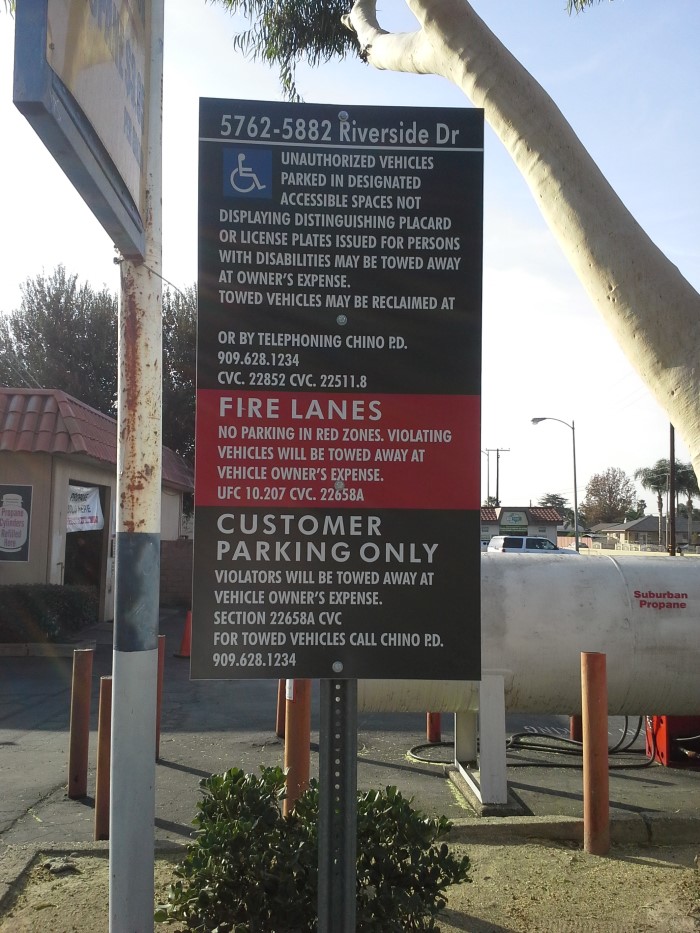 5762-5882 Riverside Dr
UNAUTHORIZED VEHICLES
PARKED IN DESIGNATED
ACCESSIBLE SPACES NOT
DISPLAYING DISTINGUISHING PLACARD
OR LICENSE PLATES ISSUED FOR PERSONS
WITH DISABILITIES MAY BE TOWED AWAY
AT OWNER'S EXPENSE.
TOWED VEHICLES MAY BE RECLAIMED AT
OR BY TELEPHONING CHINO P.D.
909.628.1234
CVC. 22852 CVC. 22511.8
FIRE LANES
NO PARKING IN RED ZONES. VIOLATING
VEHICLES WILL BE TOWED AWAY AT
VEHICLE OWNER'S EXPENSE.
UFC 10.207 CVC. 22658A
CUSTOMER
PARKING ONLY
VIOLATORS WILL BE TOWED AWAY AT
VEHICLE OWNER'S EXPENSE.
SECTION 22658A CVC
FOR TOWED VEHICLES CALL CHINO P.D.
909.628.1234
Suburban
Propane
Propane
Cylinders
Refilled
Here
PROPANE